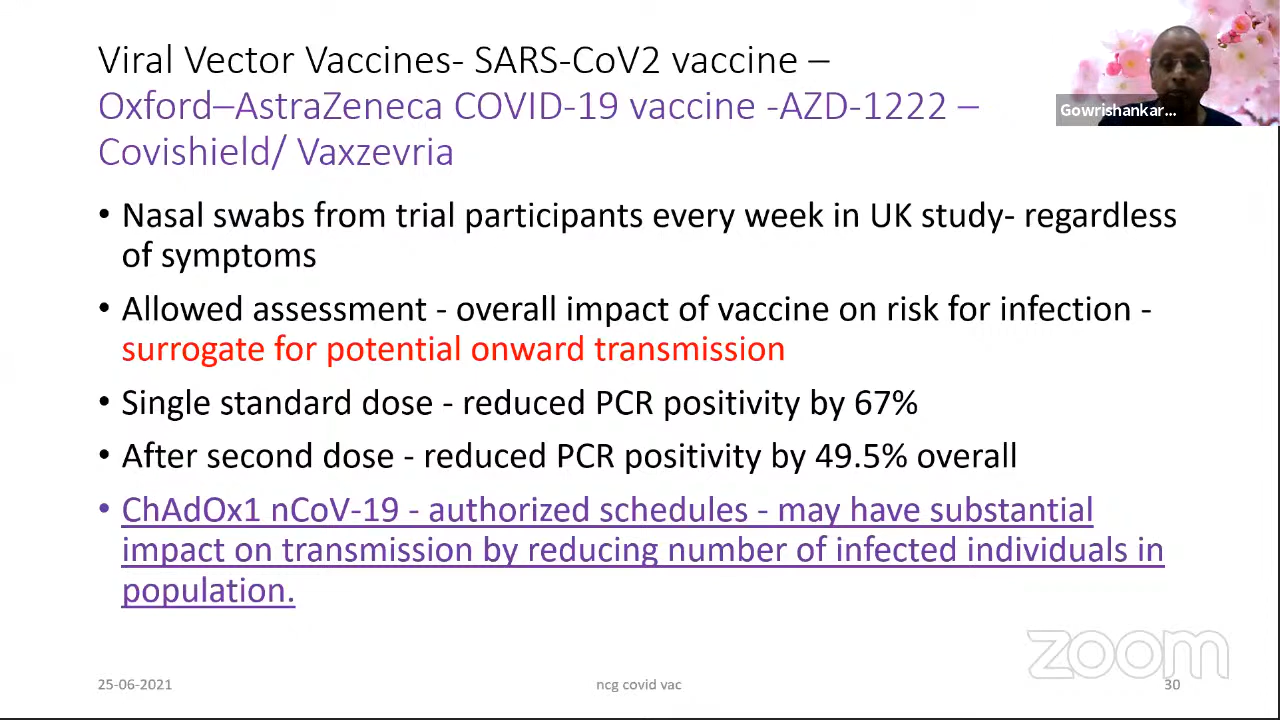 Viral Vector Vaccines- SARS-CoV2 vaccine –
Oxford–AstraZeneca COVID-19 vaccine -AZD-1222 –
Covishield/ Vaxzevria
Gowrishankar...
• Nasal swabs from trial participants every week in UK study- regardless
of symptoms
• Allowed assessment - overall impact of vaccine on risk for infection -
surrogate for potential onward transmission
• Single standard dose - reduced PCR positivity by 67%
• After second dose - reduced PCR positivity by 49.5% overall
• ChAdOx1 nCoV-19 - authorized schedules - may have substantial
impact on transmission by reducing number of infected individuals in
population.
zoom
25-06-2021
ncg covid vac
30